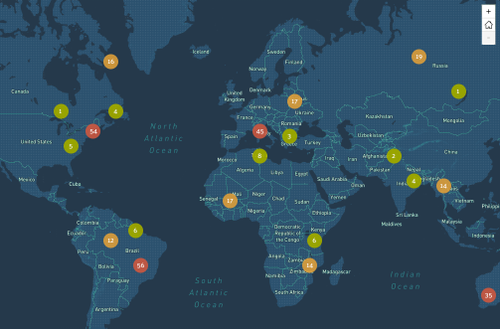 +
Iceland
16
Sweden
Finland
19
Russia
Norway
Canada
1
United
Kingdom
Denmark
17
1
4
Germany
Ukraine
Kazakhstan
Mongolia
North
Atlantic
Ocean
54
France
Romania
45
3
Uzbekistan
United States
5
Spain
Greece
Turkey
China
8
2
Morocco
Iraq
Iran
Afghanistan
Algeria
Libya
Egypt
Pakistan
Mexico
Cuba
Saudi Arabia
Oman
4
14
India
Mali
Niger
Chad
Sudan
Yemen
Senegal
17
Vietnam
Nigeria
Ethiopia
Sri Lanka
Colombia
Maldives
Malaysia
6
Kenya
Democratic
Republic of
the Congo
6
12
Indonesia
Peru
Brazil
Angola
56
Bolivia
14
Namibia
Madagascar
Indian
Ocean
Paraguay
South
Atlantic
Ocean
South Africa
35
Argentina